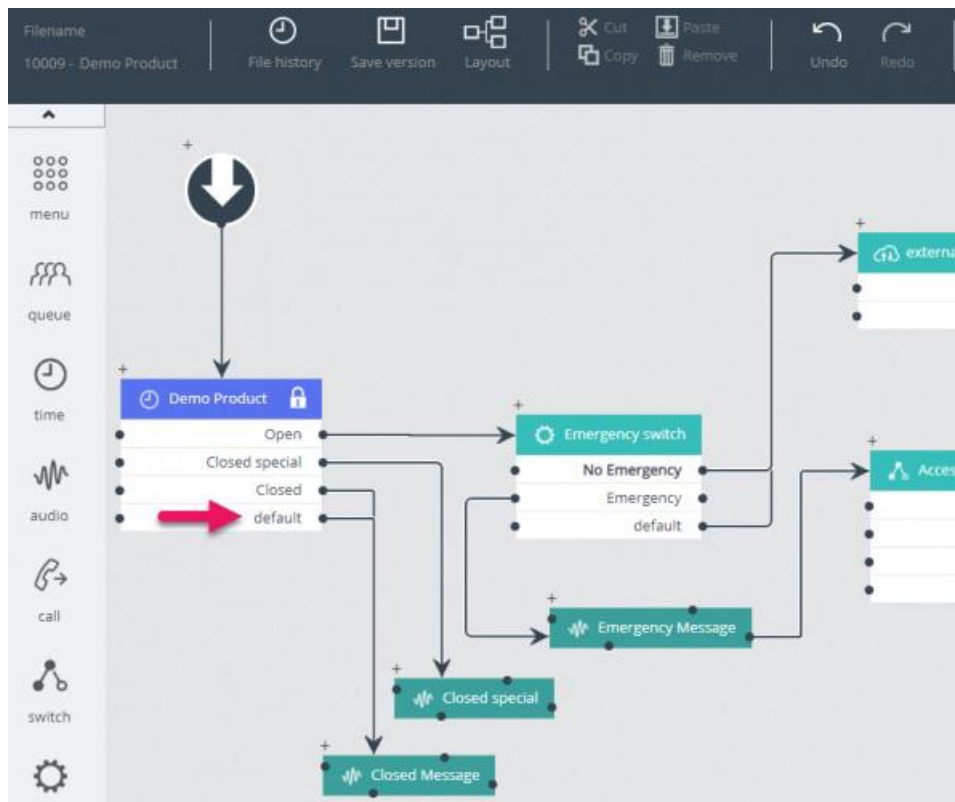 Filename
10009 - Demo Product
File history
Save version
Layout
Cut
Copy
Paste
Remove
Undo
Redo
menu
queue
time
audio
call
switch
Demo Product
Open
Closed special
Closed
default
Emergency switch
No Emergency
Emergency
default
externa
Acces
Emergency Message
Closed special
Closed Message